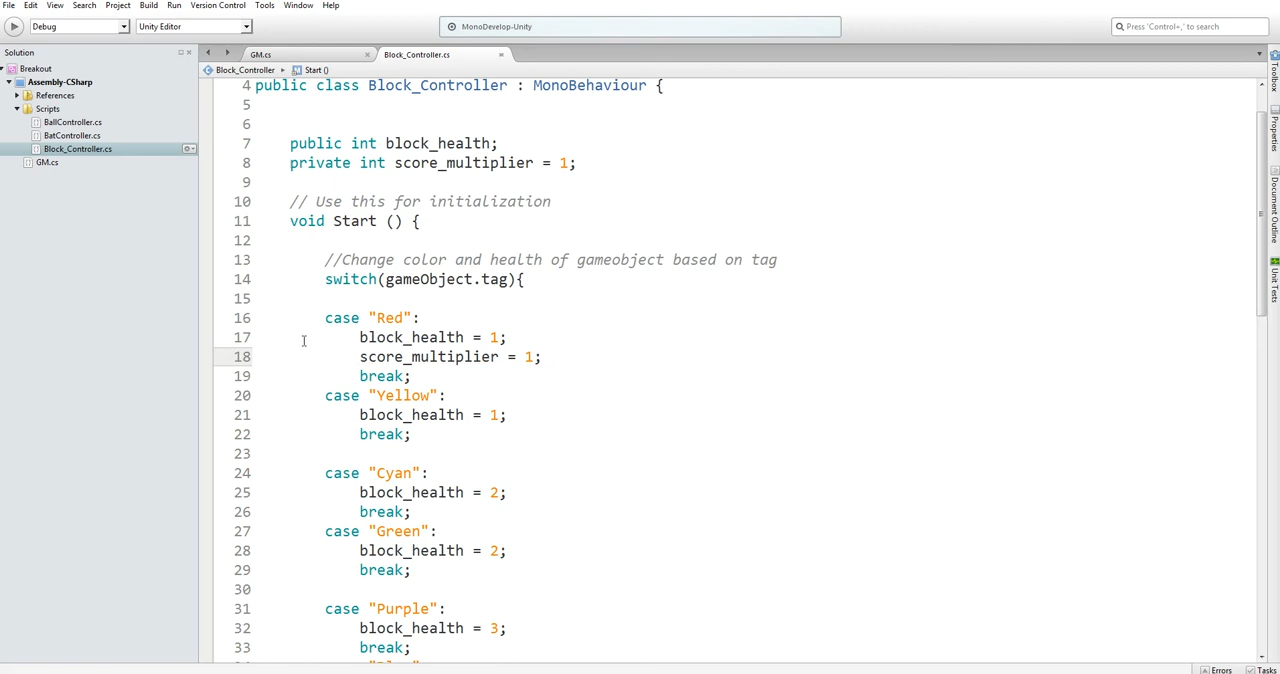 File Edit View Search Project Build Run Version Control Tools Window Help
Debug Unity Editor MonoDevelop-Unity Press 'Control+,' to search
Solution
Breakout
Assembly-CSharp
References
Scripts
BallController.cs
BatController.cs
Block_Controller.cs
GM.cs
GM.cs Block_Controller.cs
Block_Controller Start ()
4 public class Block_Controller : MonoBehaviour {
5
6
7 public int block_health;
8 private int score_multiplier = 1;
9
10 // Use this for initialization
11 void Start () {
12
13 //Change color and health of gameobject based on tag
14 switch(gameObject.tag){
15
16 case "Red":
17 block_health = 1;
18 score_multiplier = 1;
19 break;
20 case "Yellow":
21 block_health = 1;
22 break;
23
24 case "Cyan":
25 block_health = 2;
26 break;
27 case "Green":
28 block_health = 2;
29 break;
30
31 case "Purple":
32 block_health = 3;
33 break;
Toolbox
Properties
Document Outline
Unit Tests
Errors Tasks